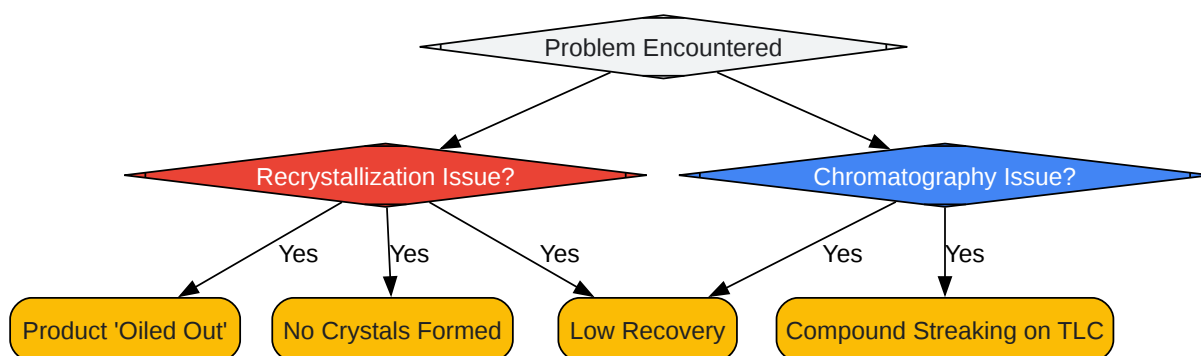 Problem Encountered
Recrystallization Issue?
Chromatography Issue?
Yes
Yes
Yes
Yes
Yes
Product 'Oiled Out'
No Crystals Formed
Low Recovery
Compound Streaking on TLC